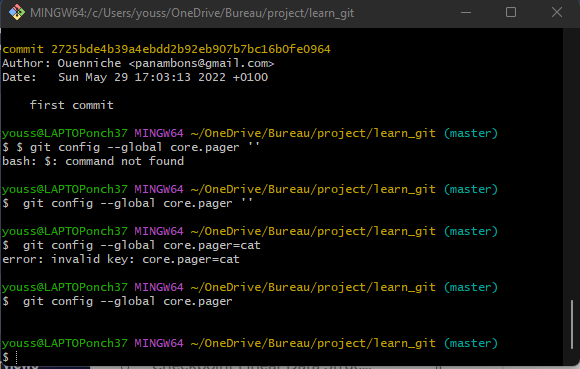 MINGW64:/c/Users/youss/OneDrive/Bureau/project/learn_git
commit 2725bde4b39a4ebdd2b92eb907b7bc16b0fe0964
Author: Ouenniche <panambons@gmail.com>
Date:   Sun May 29 17:03:13 2022 +0100
    first commit
youss@LAPTOPonch37 MINGW64 ~/OneDrive/Bureau/project/learn_git (master)
$ $ git config --global core.pager ''
bash: $: command not found
youss@LAPTOPonch37 MINGW64 ~/OneDrive/Bureau/project/learn_git (master)
$  git config --global core.pager ''
youss@LAPTOPonch37 MINGW64 ~/OneDrive/Bureau/project/learn_git (master)
$  git config --global core.pager=cat
error: invalid key: core.pager=cat
youss@LAPTOPonch37 MINGW64 ~/OneDrive/Bureau/project/learn_git (master)
$  git config --global core.pager
youss@LAPTOPonch37 MINGW64 ~/OneDrive/Bureau/project/learn_git (master)
$